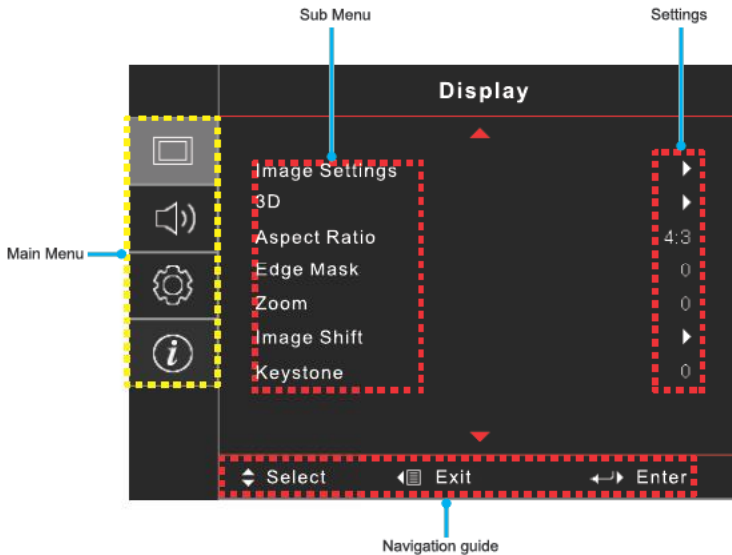 Sub Menu Settings
Display
Image Settings
3D
Aspect Ratio 4:3
Main Menu
Edge Mask 0
Zoom 0
Image Shift
Keystone 0
Select Exit Enter
Navigation guide